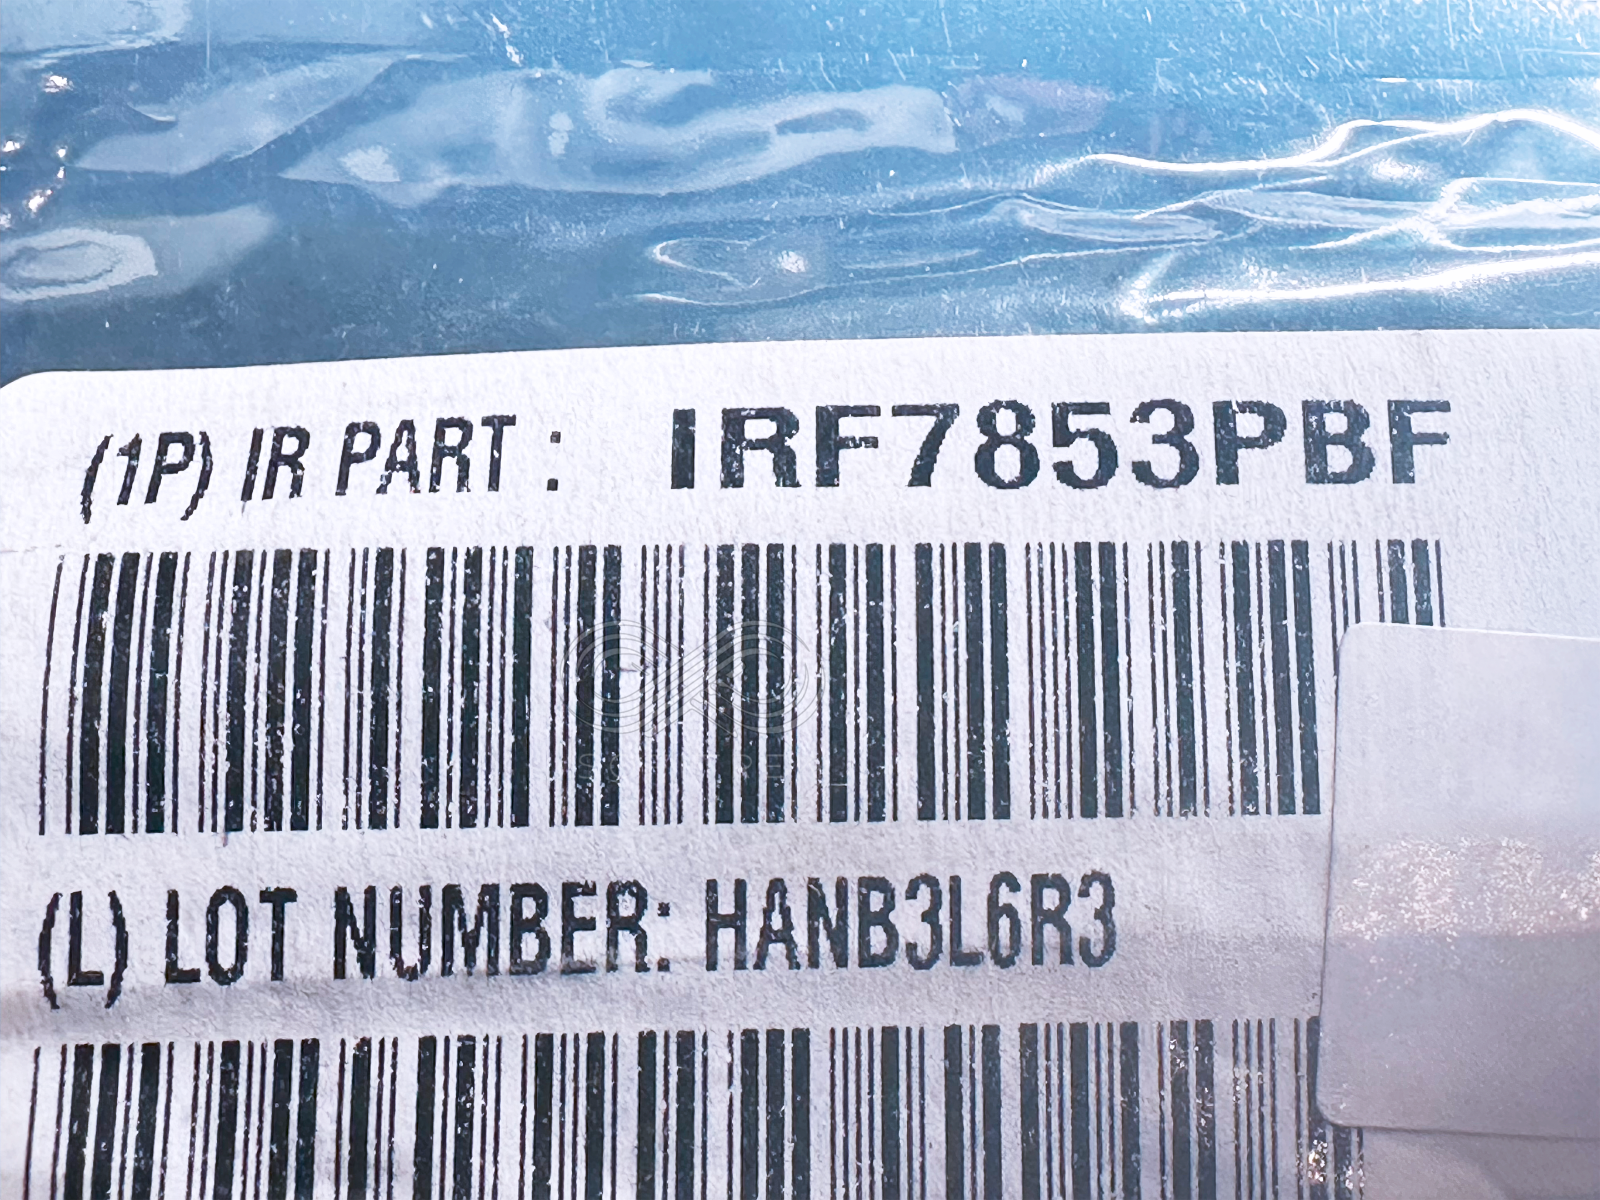 (1P) IR PART : IRF7853PBF
(L) LOT NUMBER: HANB3L6R3